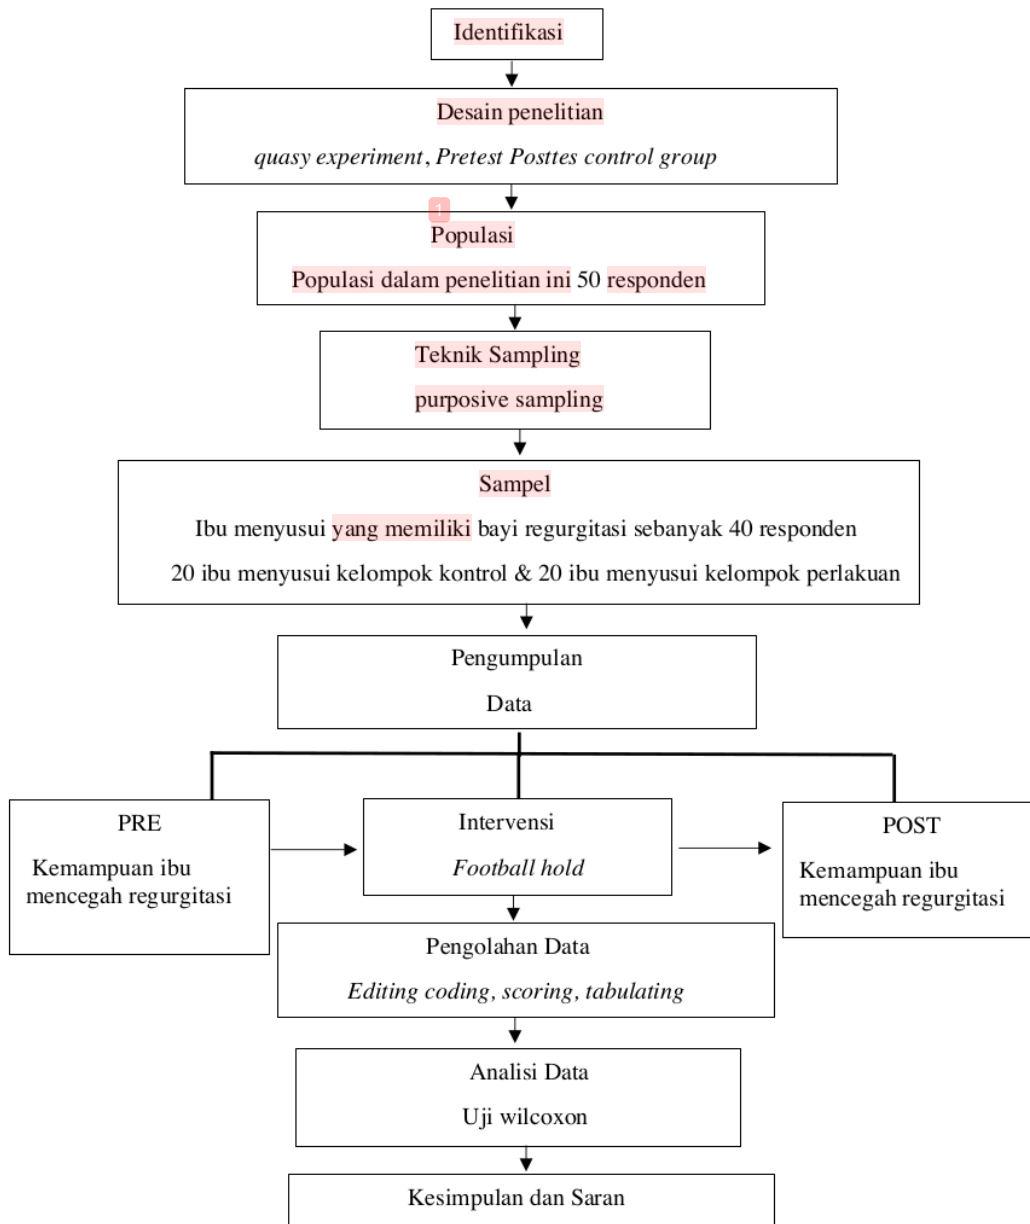 Identifikasi
Desain penelitian
quasy experiment, Pretest Posttes control group
1
Populasi
Populasi dalam penelitian ini 50 responden
Teknik Sampling
purposive sampling
Sampel
Ibu menyusui yang memiliki bayi regurgitasi sebanyak 40 responden
20 ibu menyusui kelompok kontrol & 20 ibu menyusui kelompok perlakuan
Pengumpulan
Data
PRE
Kemampuan ibu
mencegah regurgitasi
Intervensi
Football hold
POST
Kemampuan ibu
mencegah regurgitasi
Pengolahan Data
Editing coding, scoring, tabulating
Analisi Data
Uji wilcoxon
Kesimpulan dan Saran